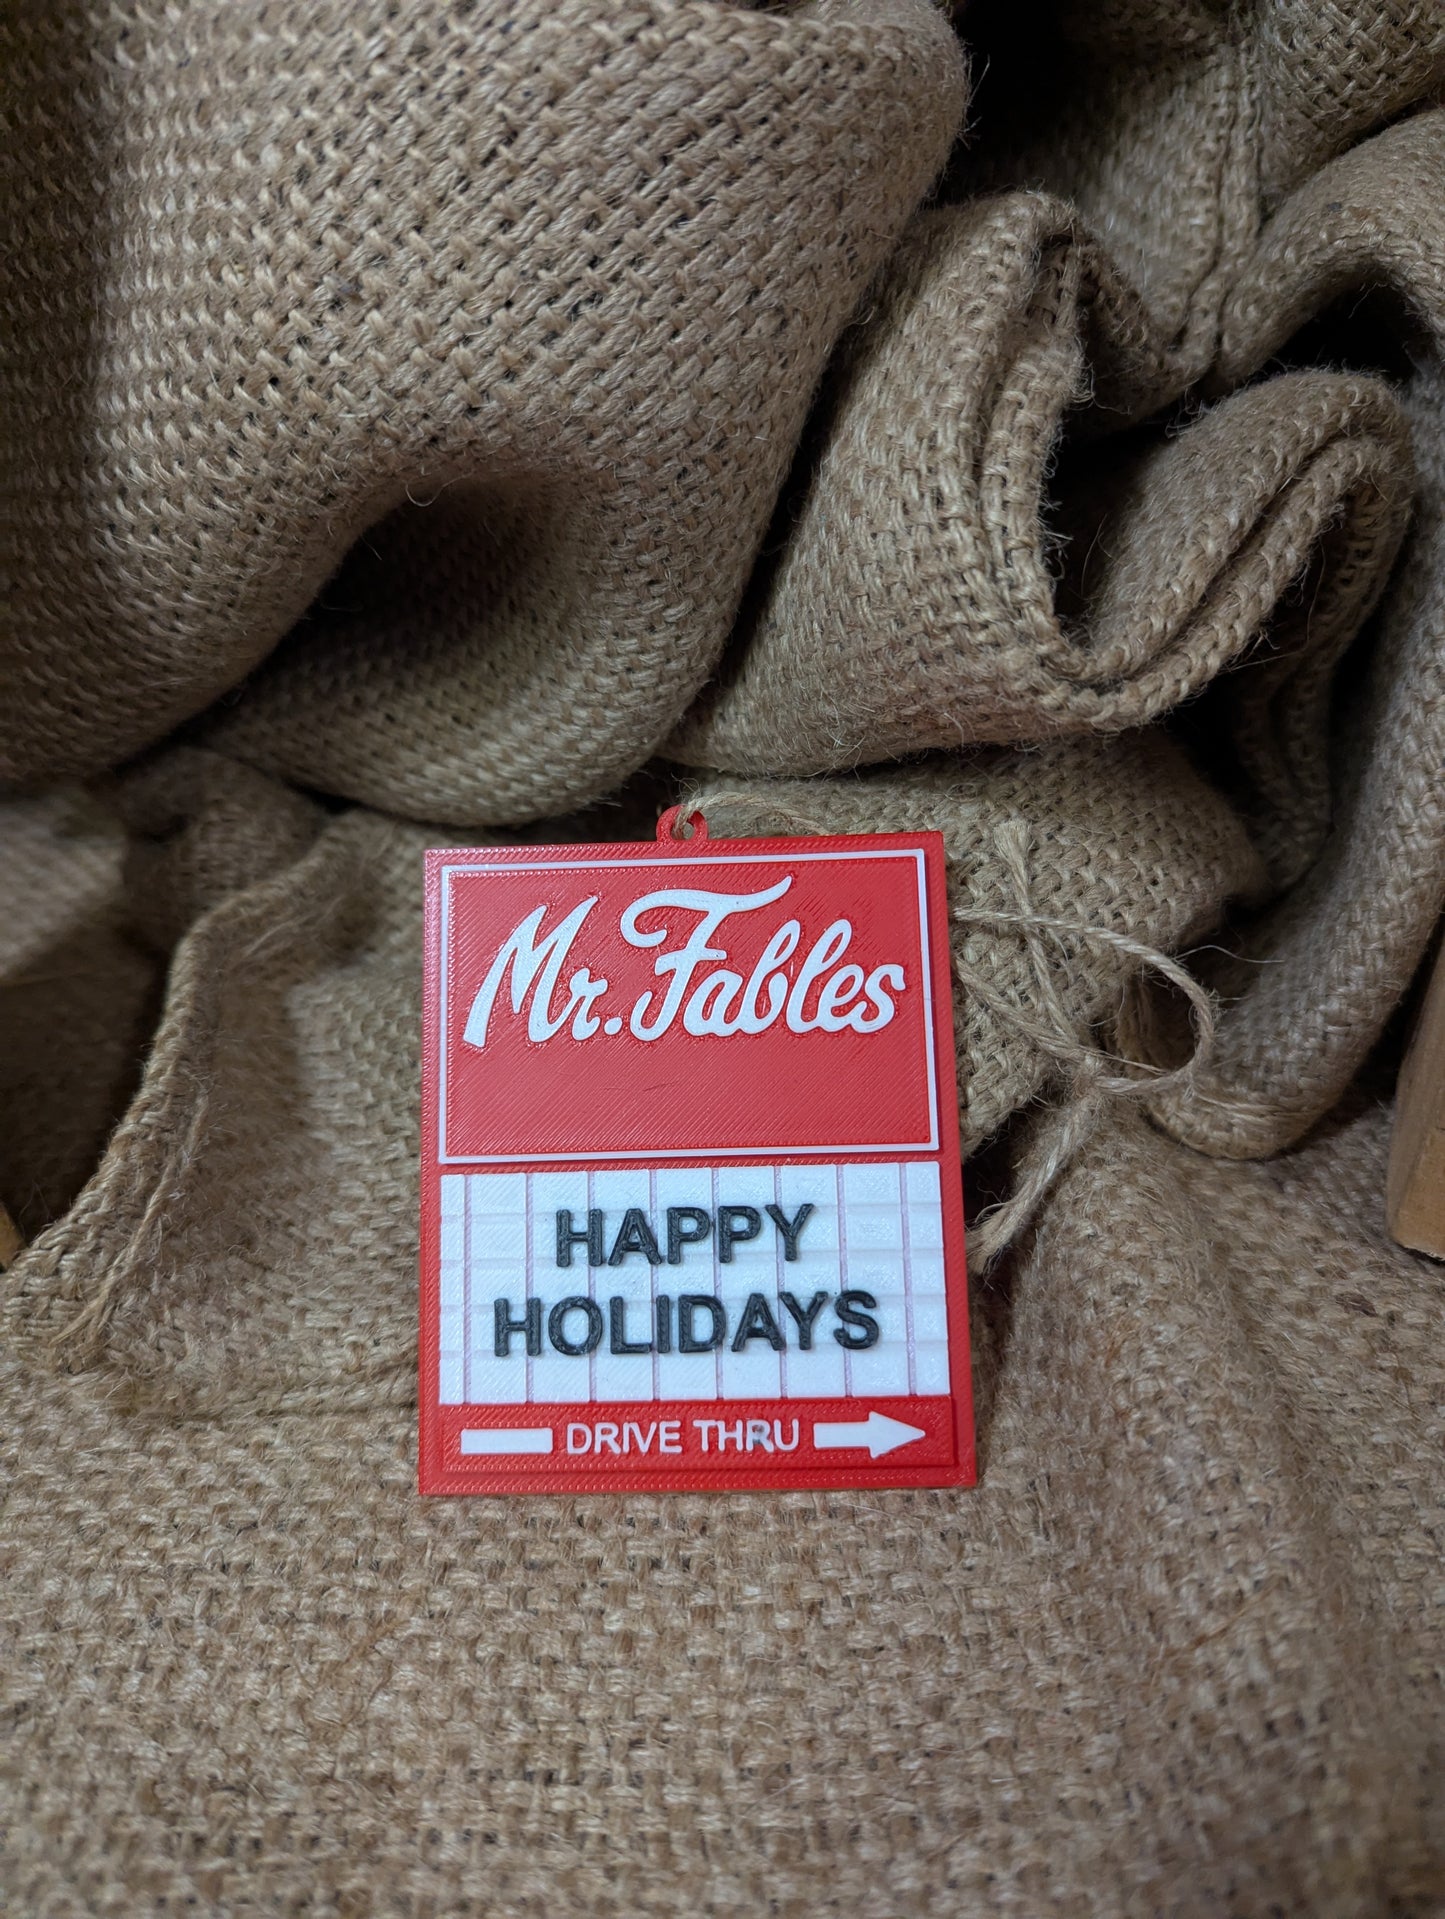 Mr. Fables
HAPPY
HOLIDAYS
DRIVE THRU